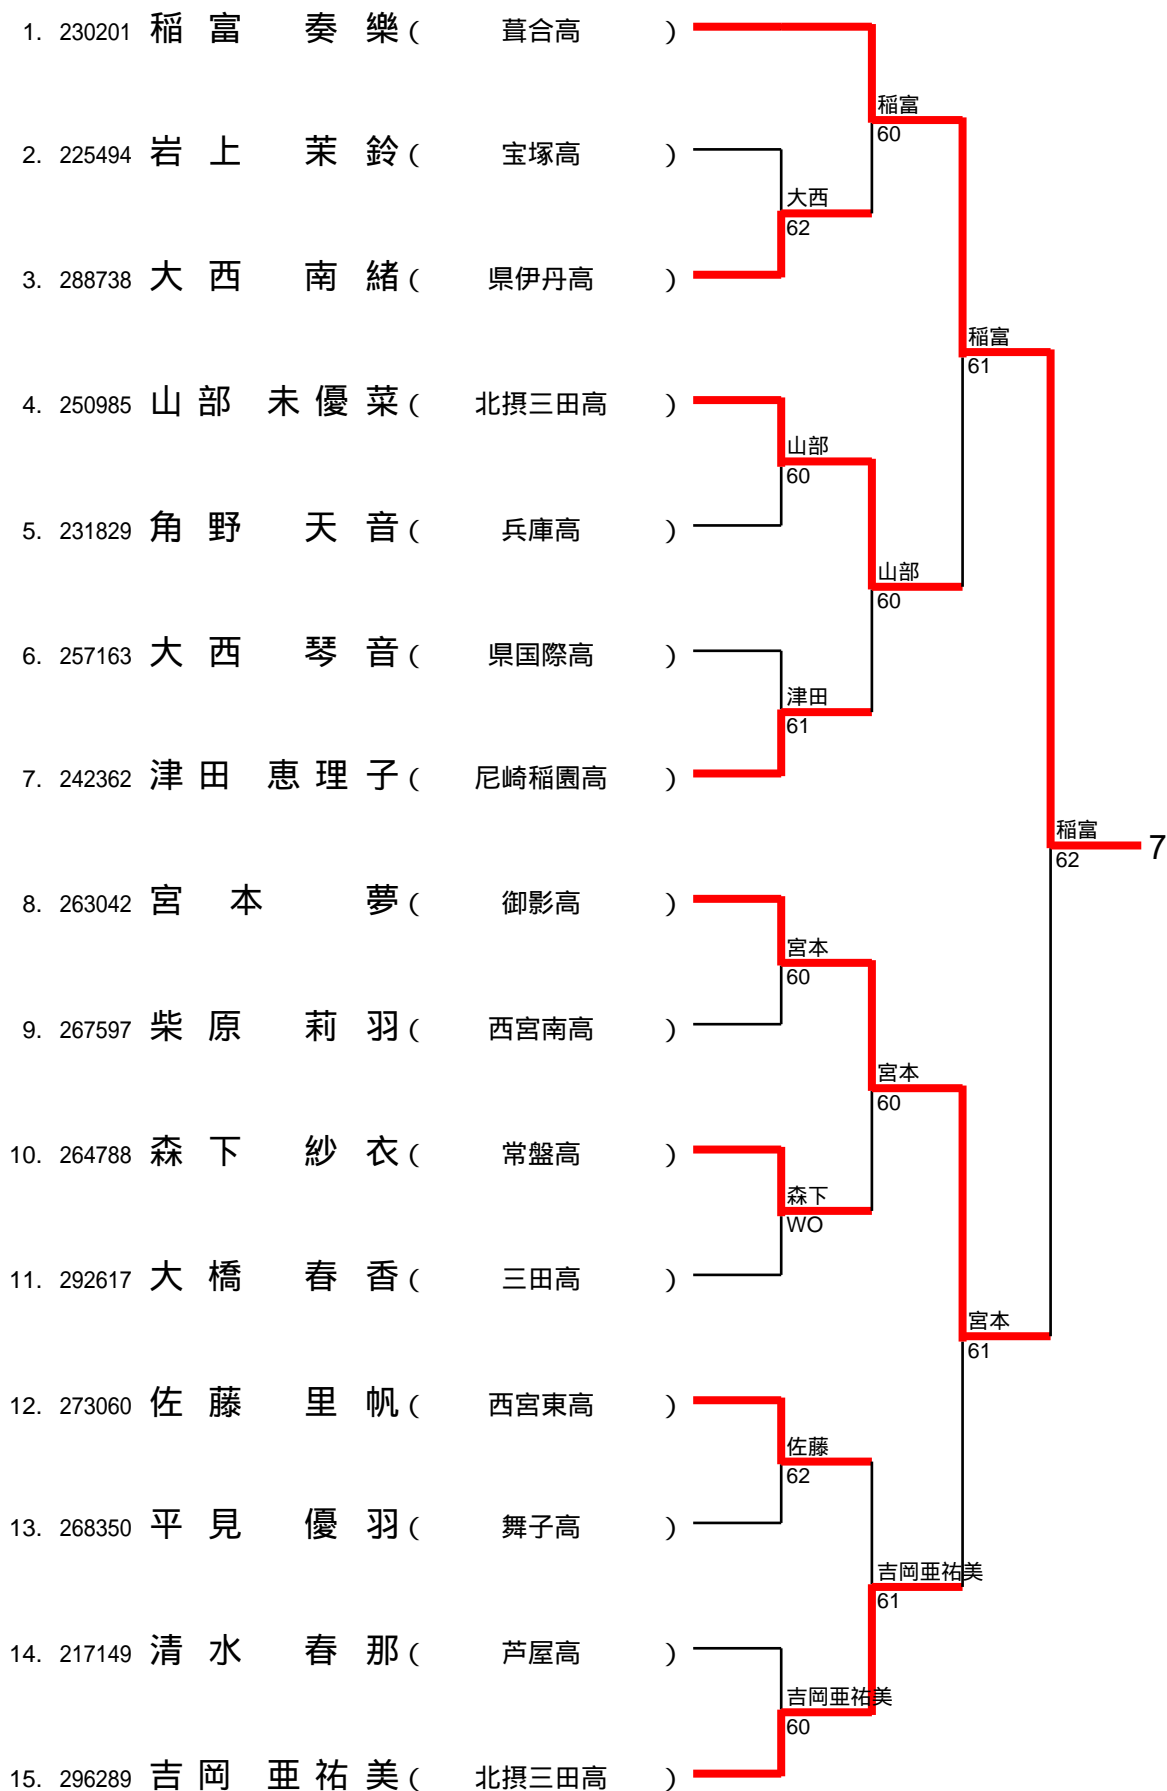 1. 230201 稲富 奏樂 ( 葺合高 )
稲富
60
2. 225494 岩上 茉鈴 ( 宝塚高 )
大西
62
3. 288738 大西 南緒 ( 県伊丹高 )
稲富
61
4. 250985 山部 未優菜 ( 北摂三田高 )
山部
60
5. 231829 角野 天音 ( 兵庫高 )
山部
60
6. 257163 大西 琴音 ( 県国際高 )
津田
61
7. 242362 津田 恵理子 ( 尼崎稲園高 )
稲富
62
7
8. 263042 宮本 夢 ( 御影高 )
宮本
60
9. 267597 柴原 莉羽 ( 西宮南高 )
宮本
60
10. 264788 森下 紗衣 ( 常盤高 )
森下
WO
11. 292617 大橋 春香 ( 三田高 )
宮本
61
12. 273060 佐藤 里帆 ( 西宮東高 )
佐藤
62
13. 268350 平見 優羽 ( 舞子高 )
吉岡亜祐美
61
14. 217149 清水 春那 ( 芦屋高 )
吉岡亜祐美
60
15. 296289 吉岡 亜祐美 ( 北摂三田高 )